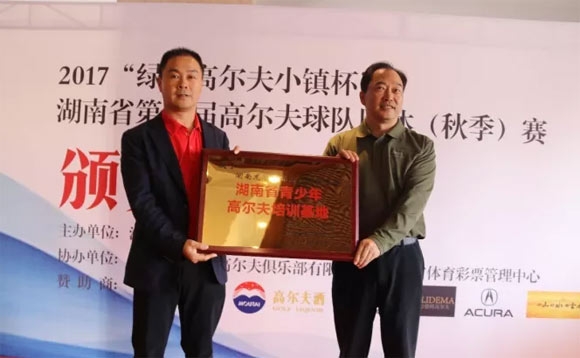 2017 “绿 高尔夫小镇杯
湖南省第 届高尔夫球队 （秋季）赛
颁
主办单位：
协办单位： 高尔夫俱乐部有限 体育彩票管理中心
赞助商：
湖南省青少年
高尔夫培训基地
MOUTAI
高尔夫酒
GOLF LIQUOR
LIDEMA
ACURA